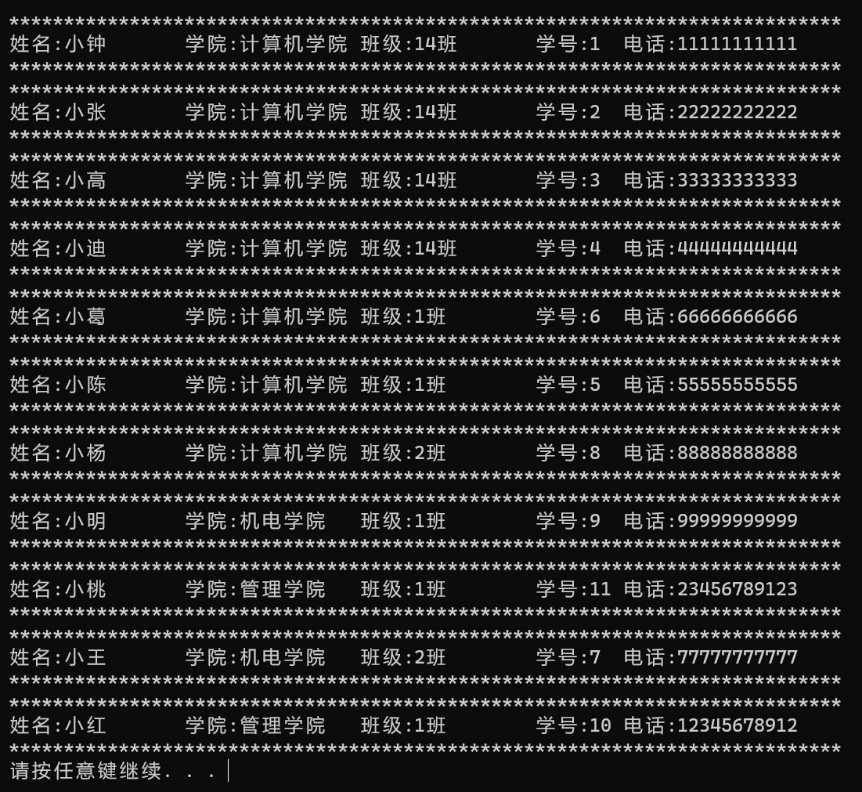 ****************************************************************************
姓名:小钟 学院:计算机学院 班级:14班 学号:1 电话:11111111111
****************************************************************************
****************************************************************************
姓名:小张 学院:计算机学院 班级:14班 学号:2 电话:22222222222
****************************************************************************
****************************************************************************
姓名:小高 学院:计算机学院 班级:14班 学号:3 电话:33333333333
****************************************************************************
****************************************************************************
姓名:小迪 学院:计算机学院 班级:14班 学号:4 电话:44444444444
****************************************************************************
****************************************************************************
姓名:小葛 学院:计算机学院 班级:1班 学号:6 电话:66666666666
****************************************************************************
****************************************************************************
姓名:小陈 学院:计算机学院 班级:1班 学号:5 电话:55555555555
****************************************************************************
****************************************************************************
姓名:小杨 学院:计算机学院 班级:2班 学号:8 电话:88888888888
****************************************************************************
****************************************************************************
姓名:小明 学院:机电学院 班级:1班 学号:9 电话:99999999999
****************************************************************************
****************************************************************************
姓名:小桃 学院:管理学院 班级:1班 学号:11 电话:23456789123
****************************************************************************
****************************************************************************
姓名:小王 学院:机电学院 班级:2班 学号:7 电话:77777777777
****************************************************************************
****************************************************************************
姓名:小红 学院:管理学院 班级:1班 学号:10 电话:12345678912
****************************************************************************
请按任意键继续. . .